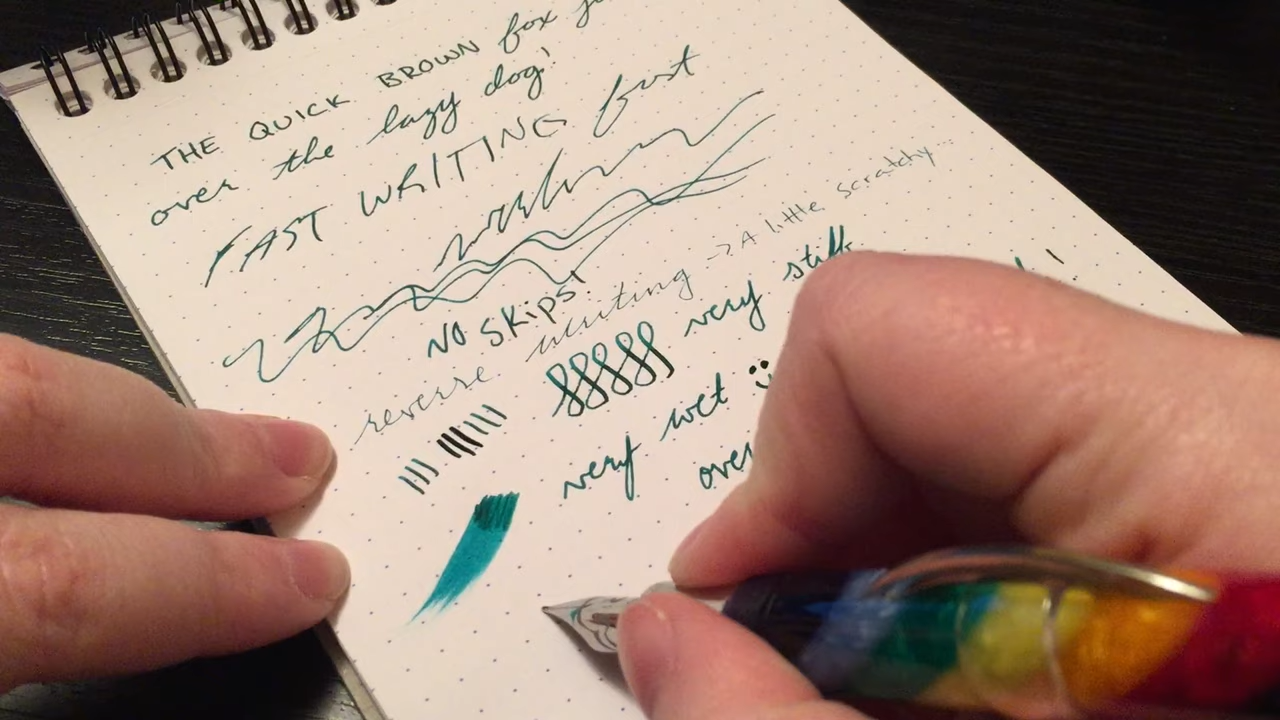 THE QUICK BROWN fox
over the lazy dog!
FAST WRITING fast
NO SKIPS!
reverse writing -> A little scratchy...
very stiff
very wet :)
over